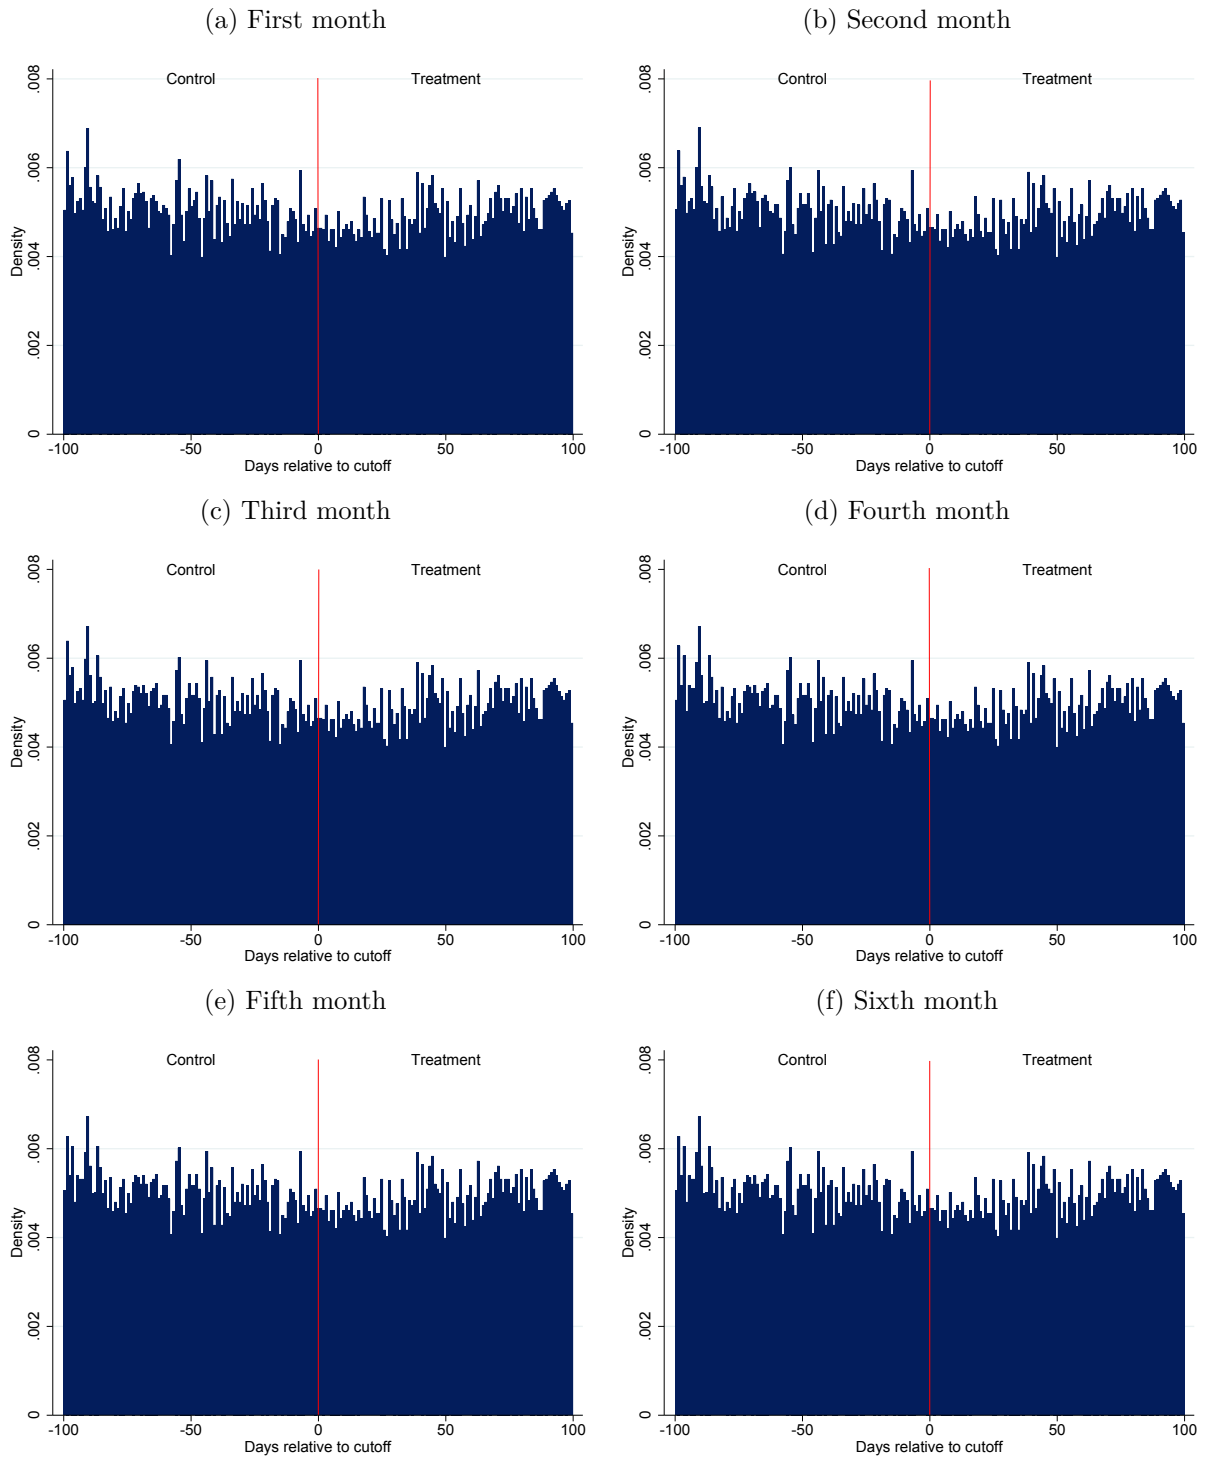 (a) First month
Control
Treatment
.008
.006
.004
.002
0
Density
-100
-50
0
50
100
Days relative to cutoff
(b) Second month
Control
Treatment
.008
.006
.004
.002
0
Density
-100
-50
0
50
100
Days relative to cutoff
(c) Third month
Control
Treatment
.008
.006
.004
.002
0
Density
-100
-50
0
50
100
Days relative to cutoff
(d) Fourth month
Control
Treatment
.008
.006
.004
.002
0
Density
-100
-50
0
50
100
Days relative to cutoff
(e) Fifth month
Control
Treatment
.008
.006
.004
.002
0
Density
-100
-50
0
50
100
Days relative to cutoff
(f) Sixth month
Control
Treatment
.008
.006
.004
.002
0
Density
-100
-50
0
50
100
Days relative to cutoff